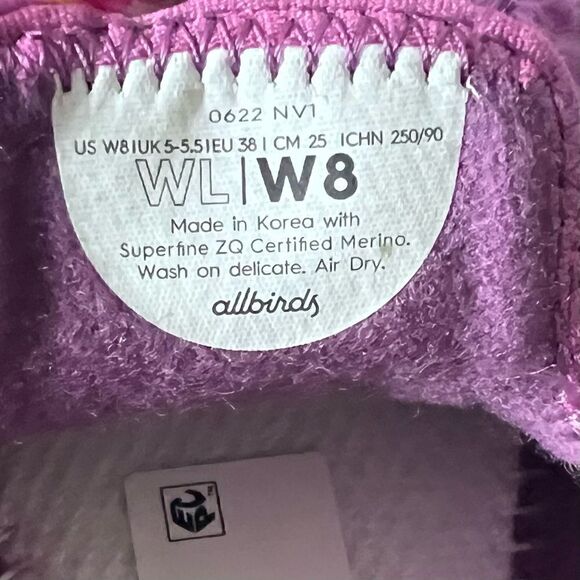 0622 NV1
US W8|UK 5-5.5|EU 38 | CM 25 |CHN 250/90
WL|W8
Made in Korea with
Superfine ZQ Certified Merino.
Wash on delicate. Air Dry.
allbirds